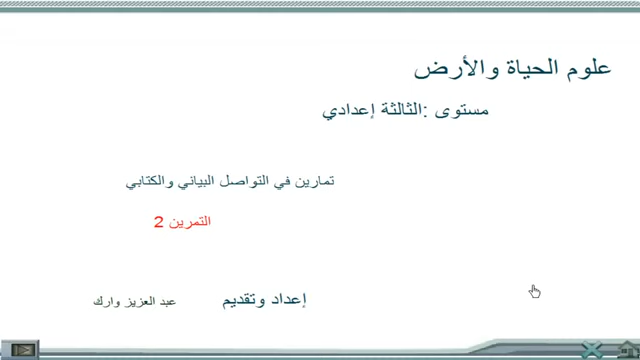 علوم الحياة والأرض
مستوى :الثالثة إعدادي
تمارين في التواصل البياني والكتابي
التمرين 2
إعداد وتقديم عبد العزيز وارك